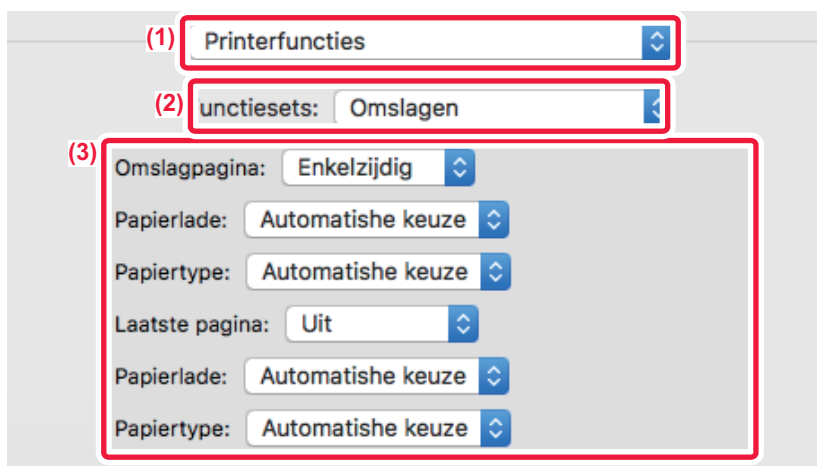 (1) Printerfuncties
(2) unctiesets: Omslagen
(3)
Omslagpagina: Enkelzijdig
Papierlade: Automatishe keuze
Papiertype: Automatishe keuze
Laatste pagina: Uit
Papierlade: Automatishe keuze
Papiertype: Automatishe keuze